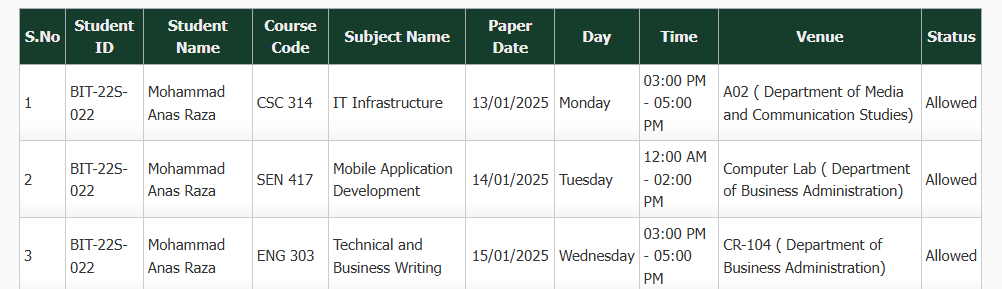 S.No Student ID Student Name Course Code Subject Name Paper Date Day Time Venue Status
1 BIT-22S-022 Mohammad Anas Raza CSC 314 IT Infrastructure 13/01/2025 Monday 03:00 PM - 05:00 PM A02 ( Department of Media and Communication Studies) Allowed
2 BIT-22S-022 Mohammad Anas Raza SEN 417 Mobile Application Development 14/01/2025 Tuesday 12:00 AM - 02:00 PM Computer Lab ( Department of Business Administration) Allowed
3 BIT-22S-022 Mohammad Anas Raza ENG 303 Technical and Business Writing 15/01/2025 Wednesday 03:00 PM - 05:00 PM CR-104 ( Department of Business Administration) Allowed